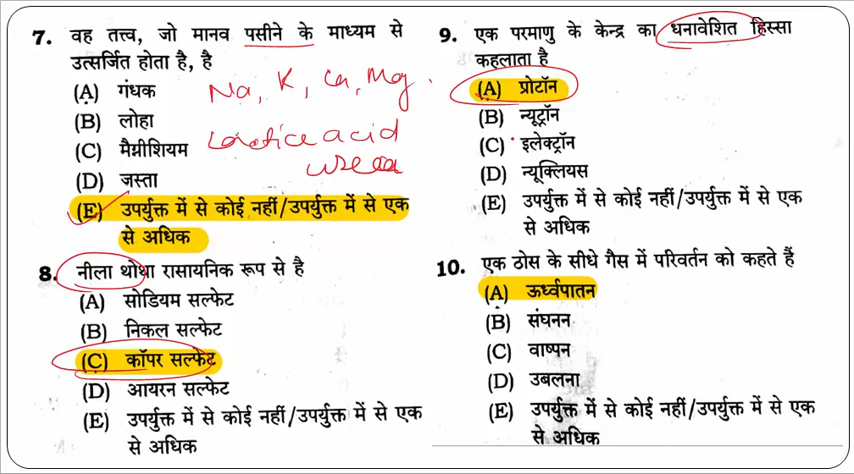 7. वह तत्त्व, जो मानव पसीने के माध्यम से
उत्सर्जित होता है, है
(A) गंधक
(B) लोहा
(C) मैग्नीशियम
(D) जस्ता
(E) उपर्युक्त में से कोई नहीं/उपर्युक्त में से एक
से अधिक
Na, K, Ca, Mg
Lactice acid
urea
8. नीला थोथा रासायनिक रूप से है
(A) सोडियम सल्फेट
(B) निकल सल्फेट
(C) कॉपर सल्फेट
(D) आयरन सल्फेट
(E) उपर्युक्त में से कोई नहीं/उपर्युक्त में से एक
से अधिक
9. एक परमाणु के केन्द्र का धनावेशित हिस्सा
कहलाता है
(A) प्रोटॉन
(B) न्यूट्रॉन
(C) इलेक्ट्रॉन
(D) न्यूक्लियस
(E) उपर्युक्त में से कोई नहीं/उपर्युक्त में से एक
से अधिक
10. एक ठोस के सीधे गैस में परिवर्तन को कहते हैं
(A) ऊर्ध्वपातन
(B) संघनन
(C) वाष्पन
(D) उबलना
(E) उपर्युक्त में से कोई नहीं/उपर्युक्त में से एक
से अधिक